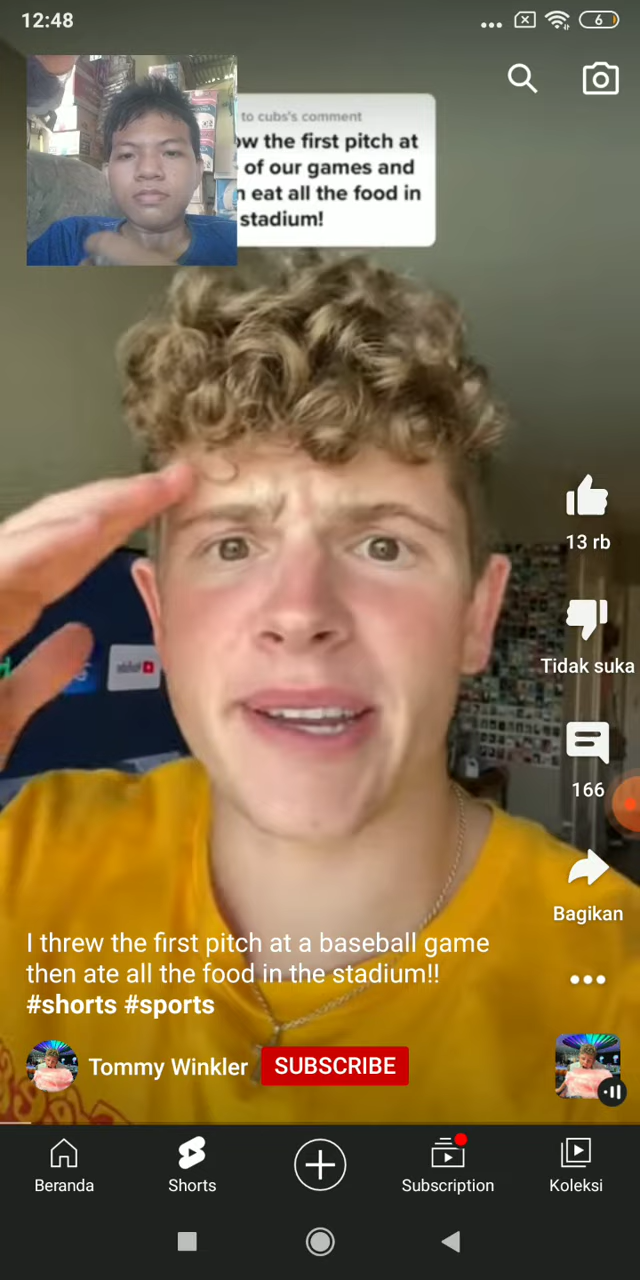 12:48
6
to cubs's comment
ow the first pitch at
of our games and
n eat all the food in
stadium!
13 rb
Tidak suka
166
Bagikan
I threw the first pitch at a baseball game
then ate all the food in the stadium!!
#shorts #sports
Tommy Winkler SUBSCRIBE
Beranda Shorts Subscription Koleksi